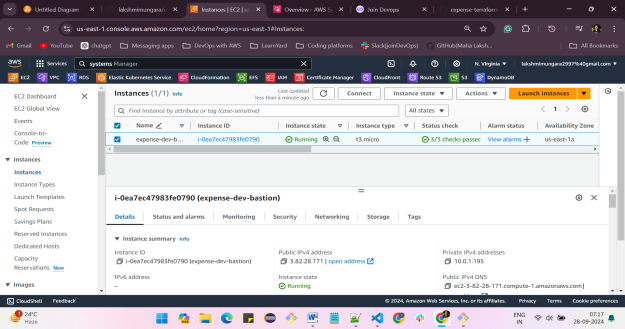 Untitled Diagram
lakshmimungara/
Instances | EC2 | us-
Overview - AWS S
Join Devops
expense-terraform
us-east-1.console.aws.amazon.com/ec2/home?region=us-east-1#Instances:
Gmail YouTube chatgpt Messaging apps DevOps with AWS LearnYard Coding platforms Slack(joinDevOps) GitHub(Maha Laksh... All Bookmarks
aws Services systems Manager N. Virginia lakshmimungara2997%40gmail.com
EC2 VPC IOS Elastic Kubernetes Service CloudFormation EFS IAM Certificate Manager CloudFront Route 53 S3 DynamoDB
EC2 Dashboard
EC2 Global View
Events
Console-to-
Code Preview
Instances
Instances
Instance Types
Launch Templates
Spot Requests
Savings Plans
Reserved Instances
Dedicated Hosts
Capacity
Reservations New
Images
Instances (1/1) Info
Last updated
less than a minute ago
Connect Instance state Actions Launch instances
Find Instance by attribute or tag (case-sensitive) All states
1
Name Instance ID Instance state Instance type Status check Alarm status Availability Zone
expense-dev-b... i-0ea7ec47983fe0790 Running t3.micro 3/3 checks passec View alarms + us-east-1a
i-0ea7ec47983fe0790 (expense-dev-bastion)
Details Status and alarms Monitoring Security Networking Storage Tags
Instance summary Info
Instance ID
i-0ea7ec47983fe0790 (expense-dev-bastion)
Public IPv4 address
3.82.28.171 | open address
Private IPv4 addresses
10.0.1.195
IPv6 address
–
Instance state
Running
Public IPv4 DNS
ec2-3-82-28-171.compute-1.amazonaws.com |
CloudShell Feedback © 2024, Amazon Web Services, Inc. or its affiliates. Privacy Terms Cookie preferences
24°C
Haze
ENG
IN
07:17
28-09-2024